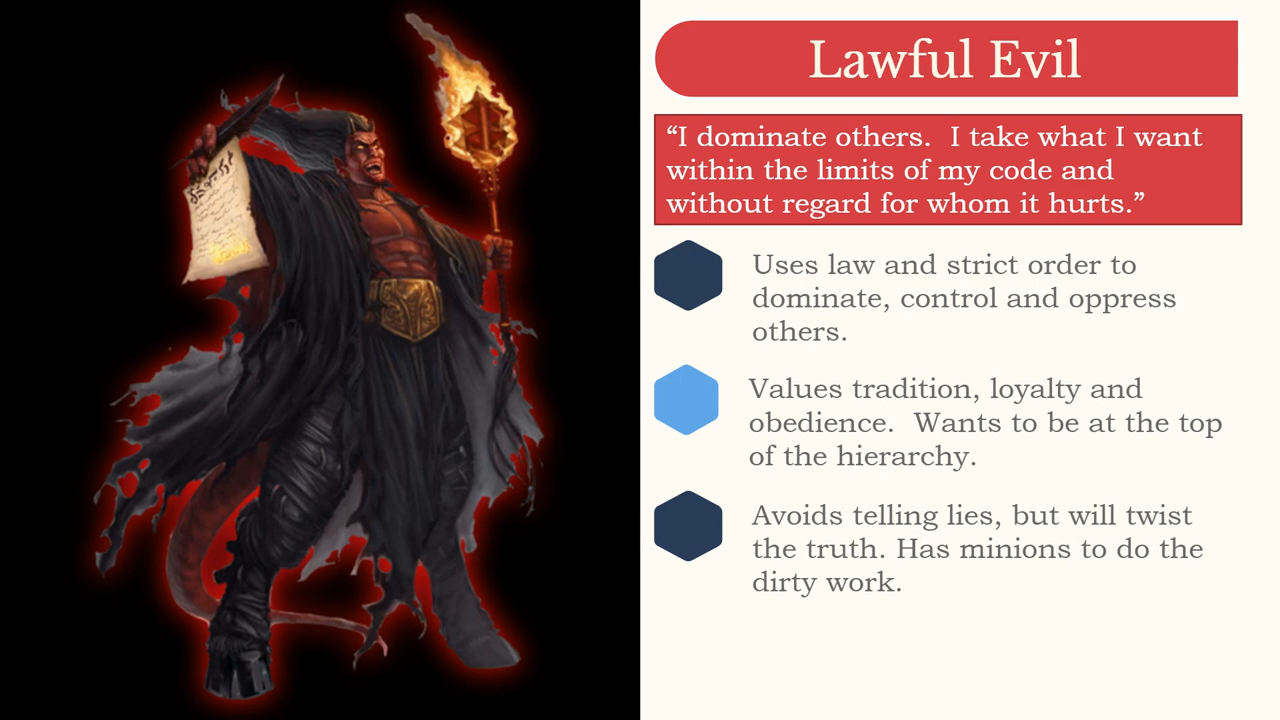 Lawful Evil
“I dominate others.  I take what I want
within the limits of my code and
without regard for whom it hurts.”
Uses law and strict order to
dominate, control and oppress
others.
Values tradition, loyalty and
obedience.  Wants to be at the top
of the hierarchy.
Avoids telling lies, but will twist
the truth. Has minions to do the
dirty work.